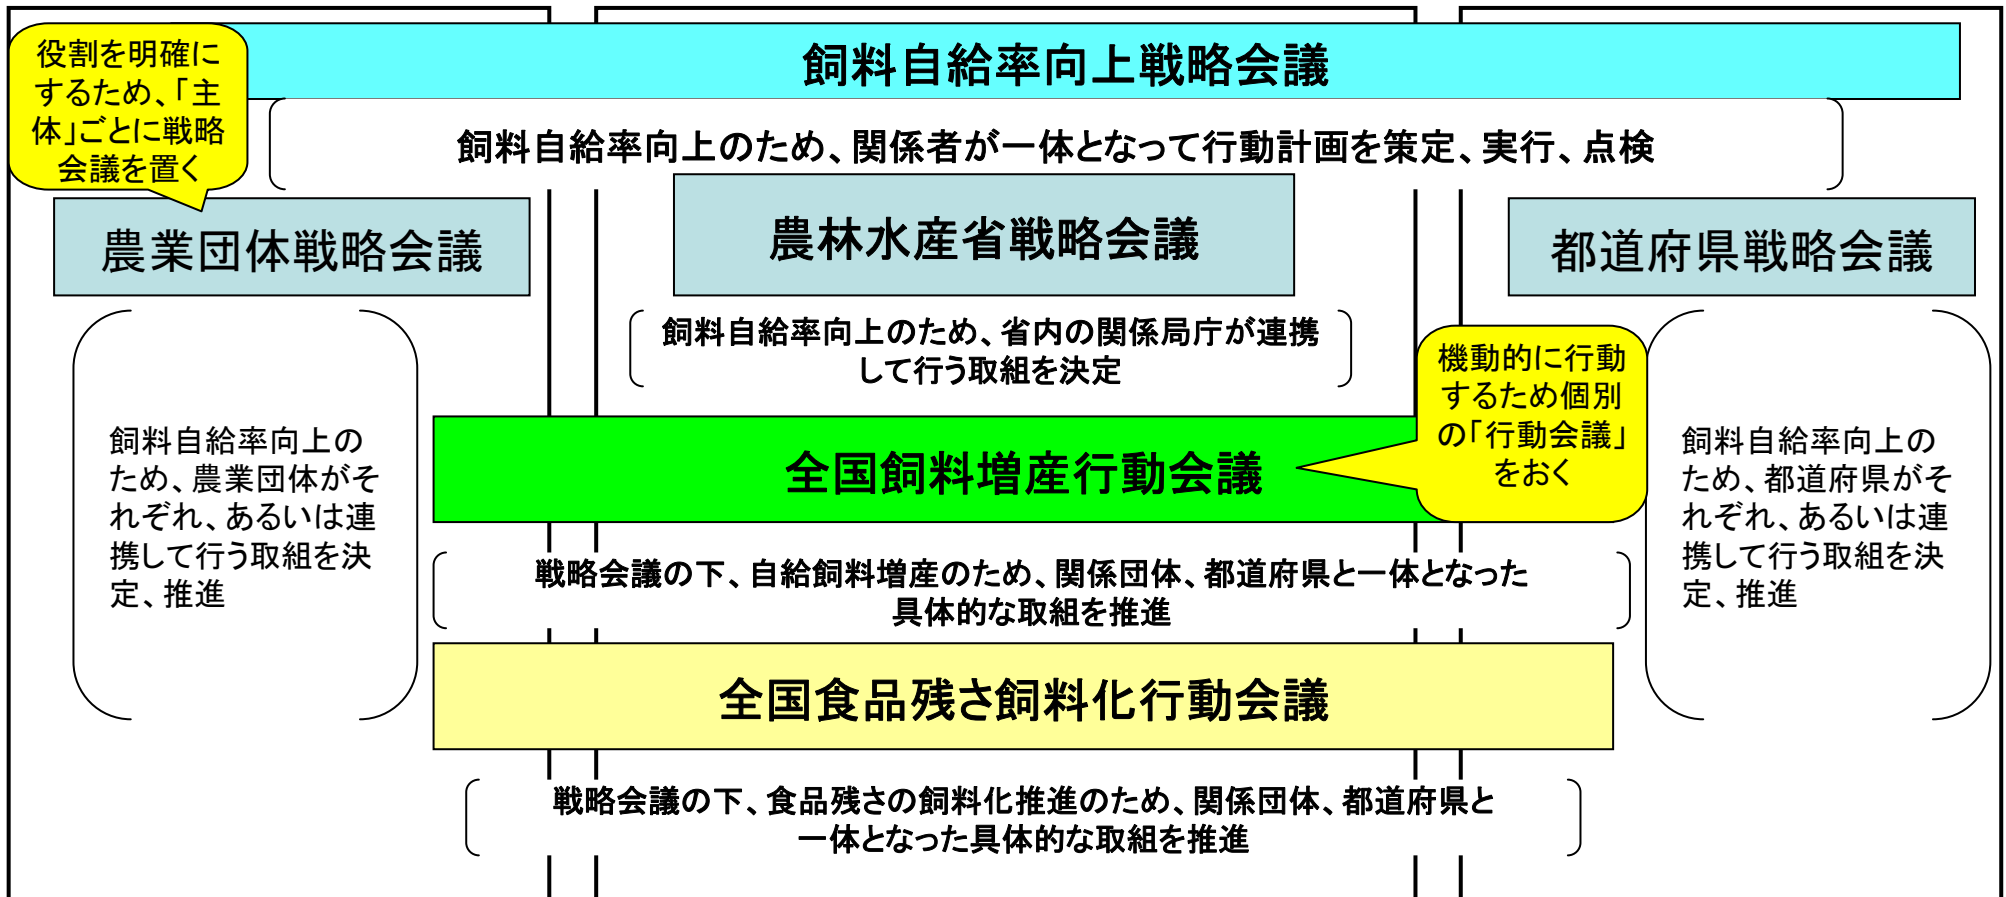 役割を明確に
するため、「主
体」ごとに戦略
会議を置く
飼料自給率向上戦略会議
飼料自給率向上のため、関係者が一体となって行動計画を策定、実行、点検
農業団体戦略会議
農林水産省戦略会議
都道府県戦略会議
飼料自給率向上のため、省内の関係局庁が連携
して行う取組を決定
機動的に行動
するため個別
の「行動会議」
をおく
飼料自給率向上の
ため、農業団体がそ
れぞれ、あるいは連
携して行う取組を決
定、推進
全国飼料増産行動会議
飼料自給率向上の
ため、都道府県がそ
れぞれ、あるいは連
携して行う取組を決
定、推進
戦略会議の下、自給飼料増産のため、関係団体、都道府県と一体となった
具体的な取組を推進
全国食品残さ飼料化行動会議
戦略会議の下、食品残さの飼料化推進のため、関係団体、都道府県と
一体となった具体的な取組を推進